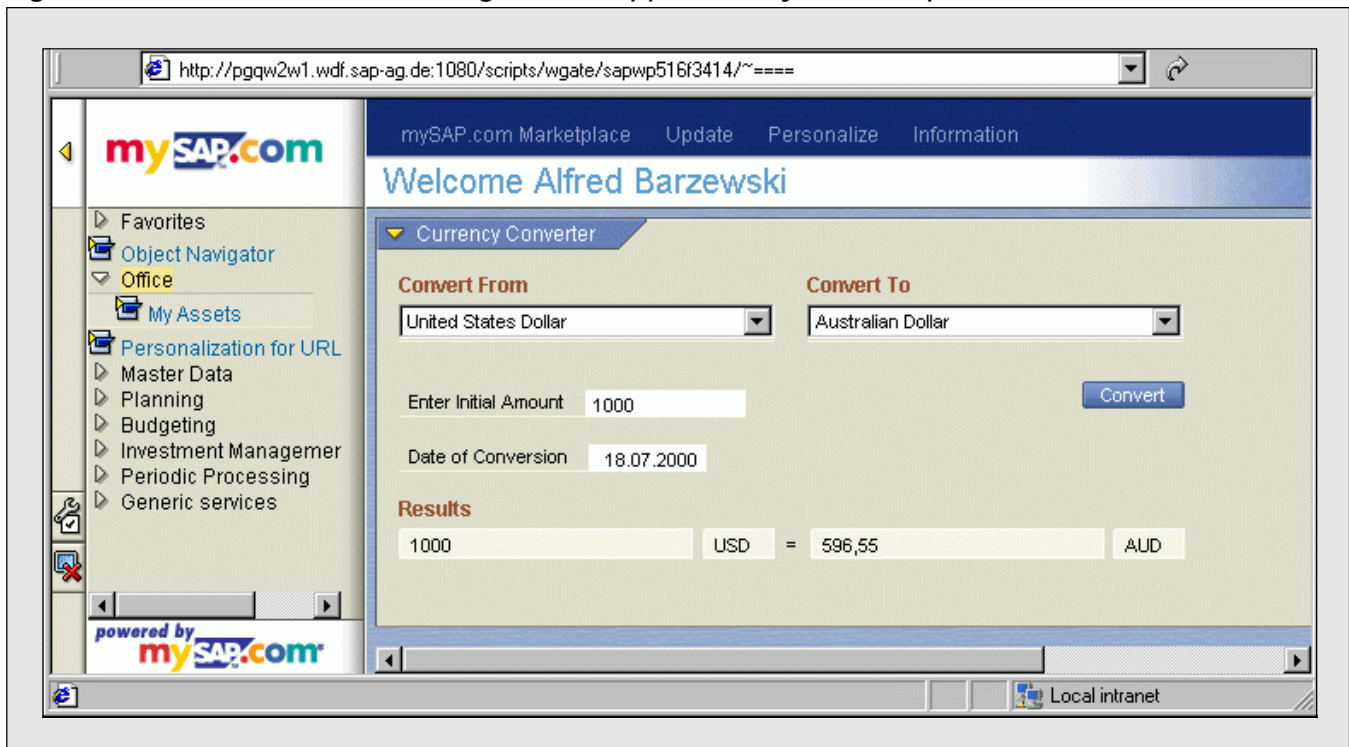 http://pgqw2w1.wdf.sap-ag.de:1080/scripts/wgate/sapwp516f3414/~====
mySAP.com
mySAP.com Marketplace Update Personalize Information
Welcome Alfred Barzewski
Favorites
Object Navigator
Office
My Assets
Personalization for URL
Master Data
Planning
Budgeting
Investment Managemer
Periodic Processing
Generic services
powered by
mySAP.com
Currency Converter
Convert From Convert To
United States Dollar Australian Dollar
Enter Initial Amount 1000 Convert
Date of Conversion 18.07.2000
Results
1000 USD = 596,55 AUD
Local intranet